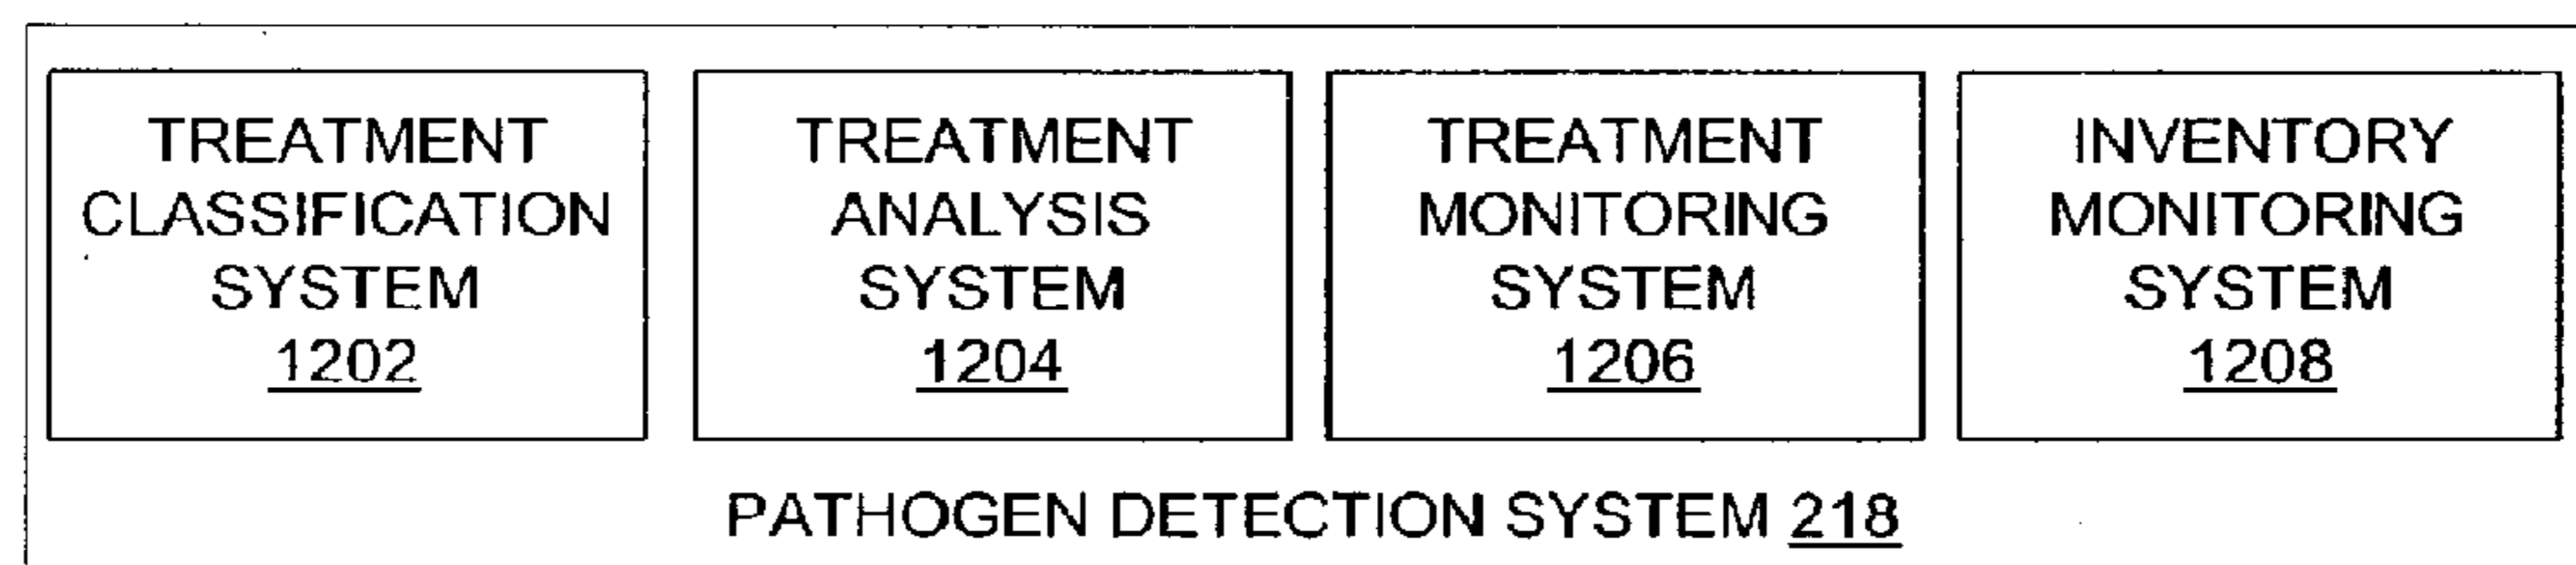 TREATMENT
CLASSIFICATION
SYSTEM
1202
TREATMENT
ANALYSIS
SYSTEM
1204
TREATMENT
MONITORING
SYSTEM
1206
INVENTORY
MONITORING
SYSTEM
1208
PATHOGEN DETECTION SYSTEM 218